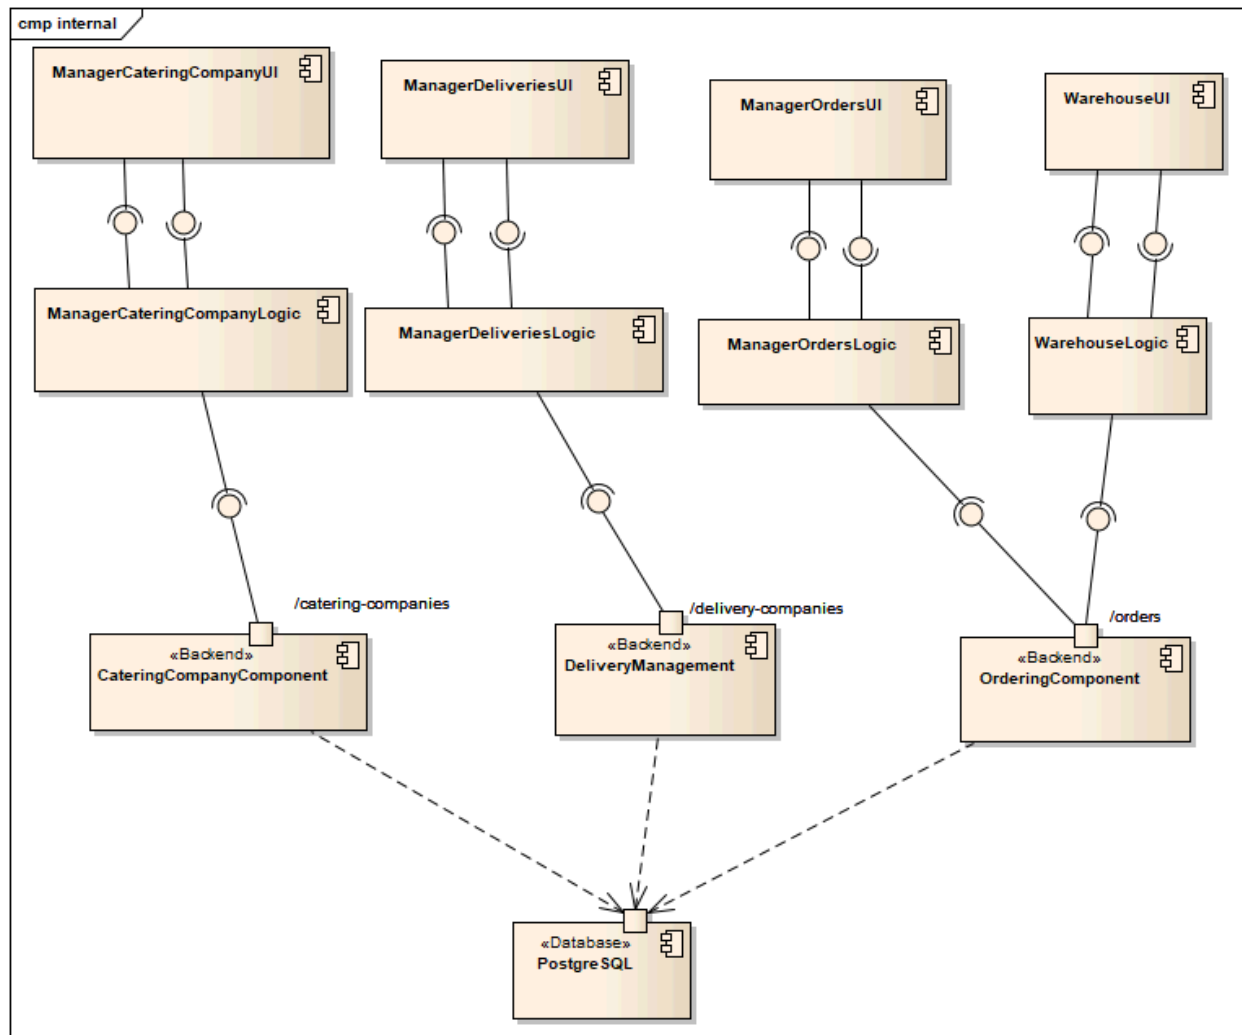 cmp internal
ManagerCateringCompanyUI
ManagerDeliveriesUI
ManagerOrdersUI
WarehouseUI
ManagerCateringCompanyLogic
ManagerDeliveriesLogic
ManagerOrdersLogic
WarehouseLogic
/catering-companies
/delivery-companies
/orders
«Backend»
CateringCompanyComponent
«Backend»
DeliveryManagement
«Backend»
OrderingComponent
«Database»
PostgreSQL